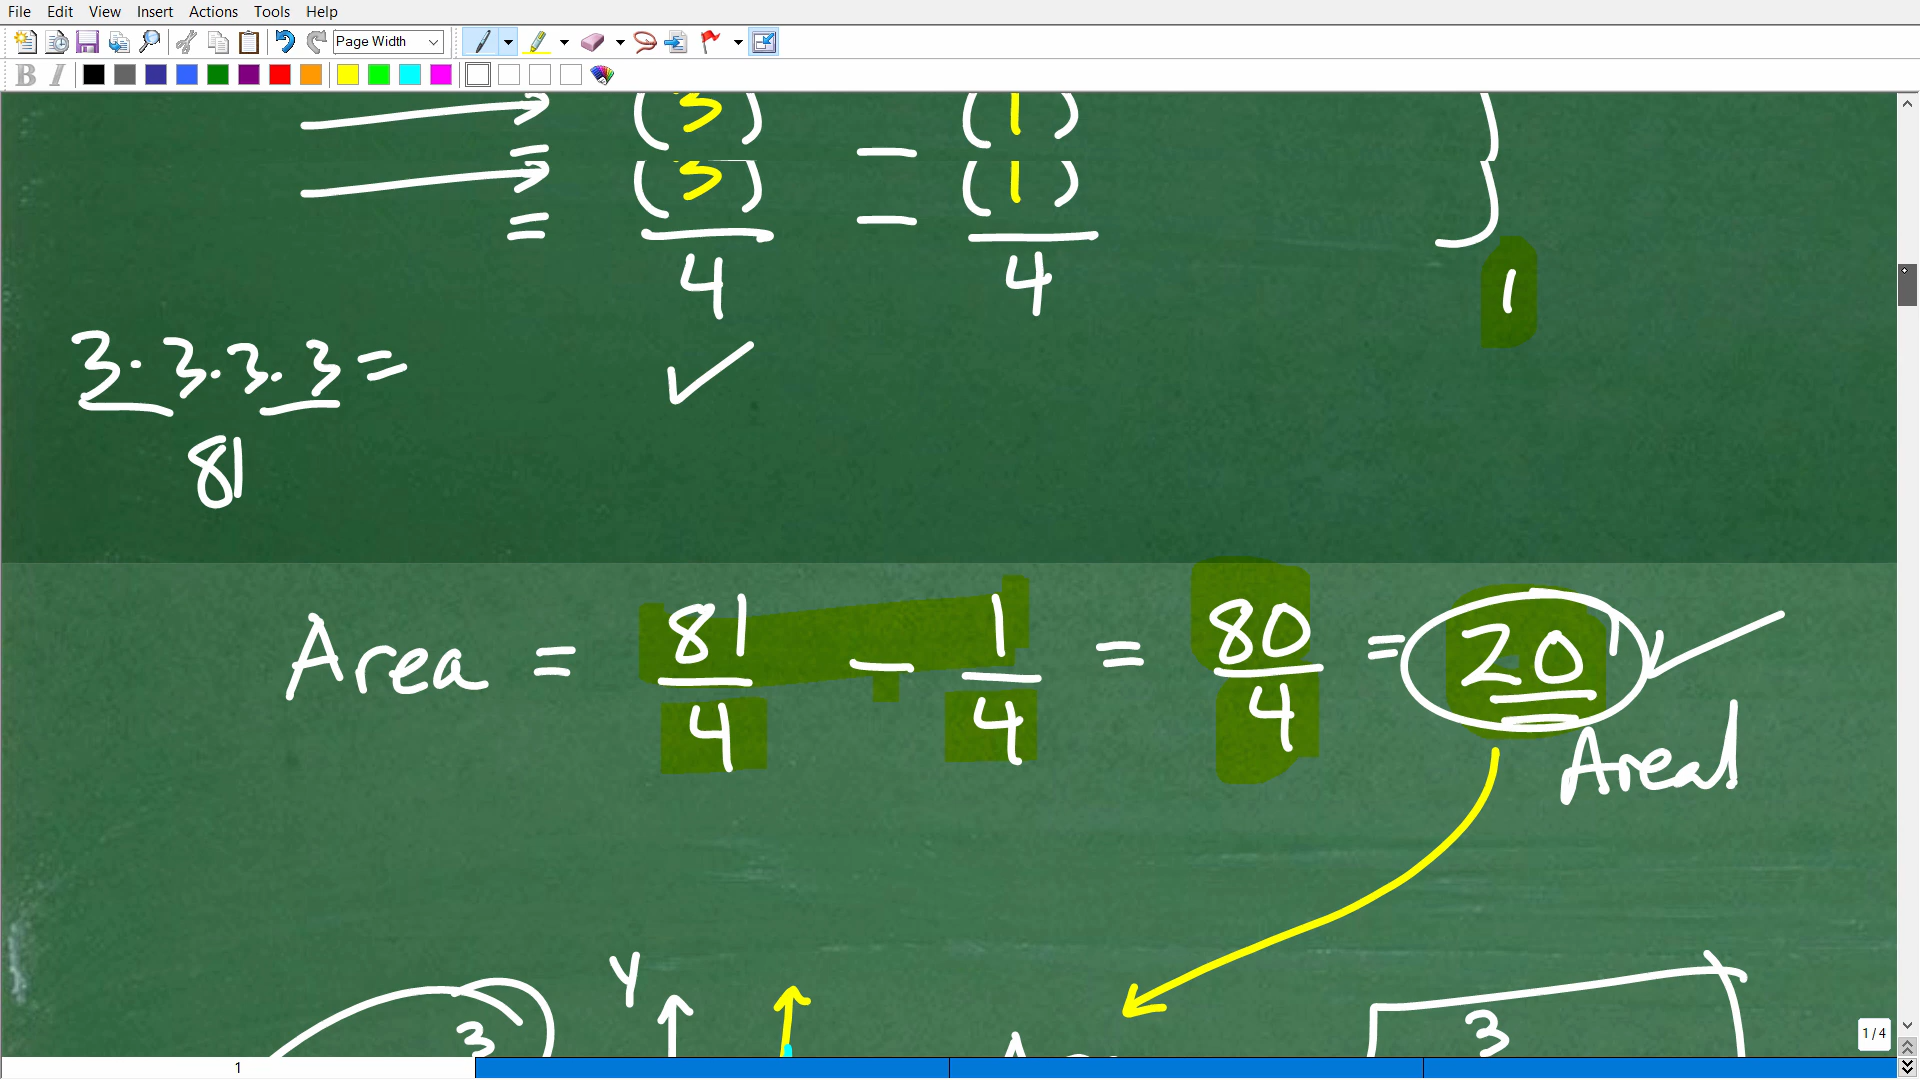 File Edit View Insert Actions Tools Help
Page Width
B I
(3) - (1)
= (3) - (1)
= 4 4
1
3 · 3 · 3 · 3 =
81
Area = 81/4 - 1/4 = 80/4 = 20
Area
Y
3
3
1 / 4
1